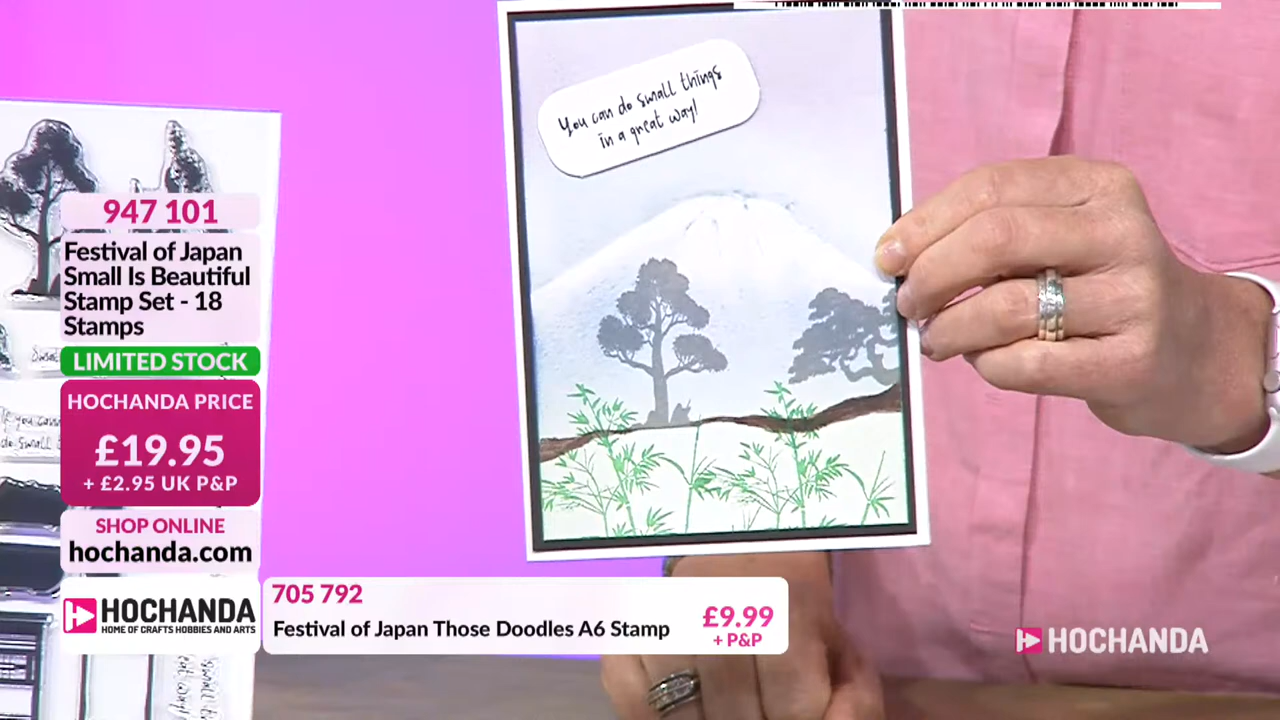 You can do small things
in a great way!
947 101
Festival of Japan
Small Is Beautiful
Stamp Set - 18
Stamps
LIMITED STOCK
HOCHANDA PRICE
£19.95
+ £2.95 UK P&P
SHOP ONLINE
hochanda.com
HOCHANDA
HOME OF CRAFTS HOBBIES AND ARTS
705 792
Festival of Japan Those Doodles A6 Stamp
£9.99
+ P&P
HOCHANDA
do small